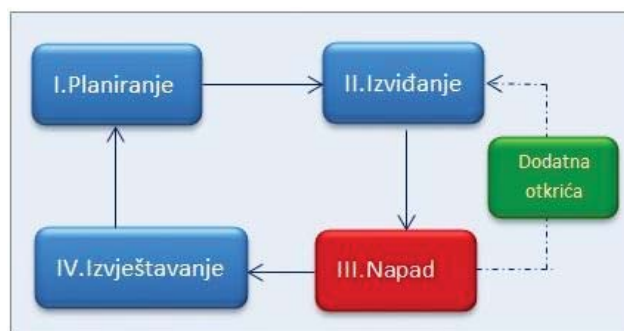 I.Planiranje
II.Izviđanje
Dodatna
otkrića
IV.Izvještavanje
III.Napad